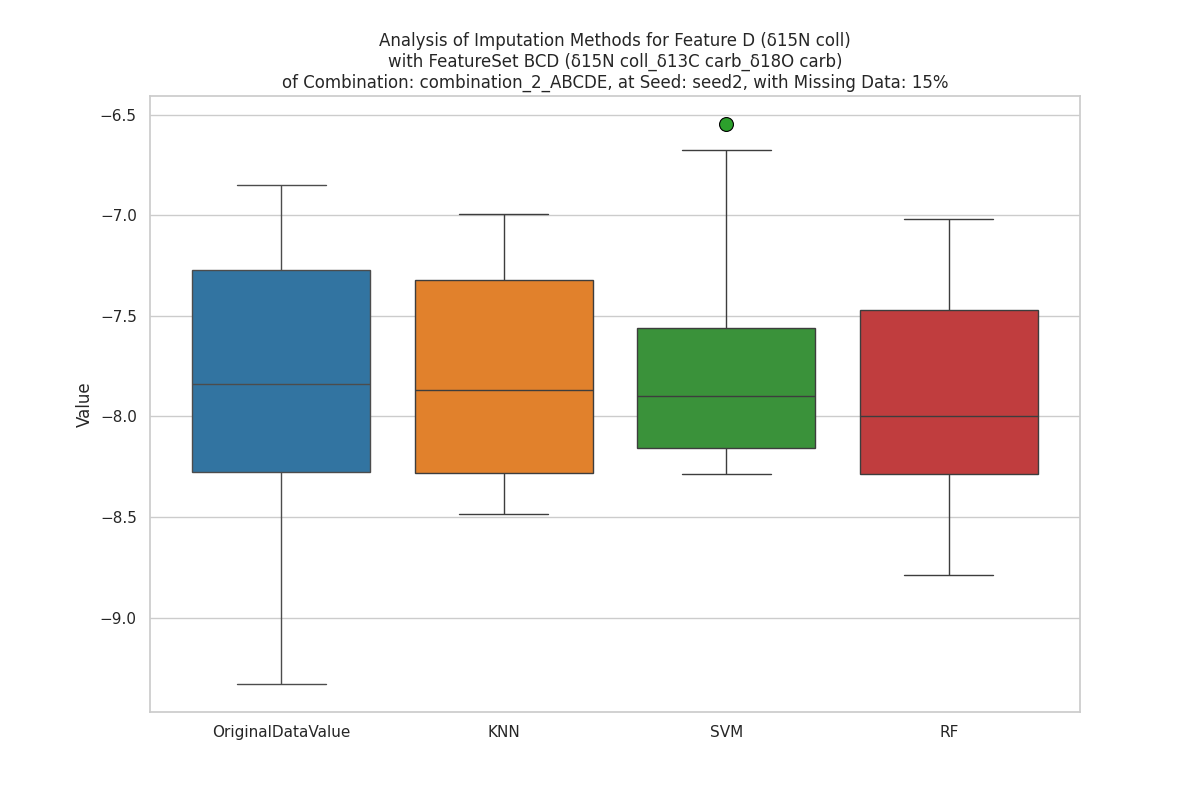 Analysis of Imputation Methods for Feature D (δ15N coll)
with FeatureSet BCD (δ15N coll_δ13C carb_δ18O carb)
of Combination: combination_2_ABCDE, at Seed: seed2, with Missing Data: 15%
Value
−6.5
−7.0
−7.5
−8.0
−8.5
−9.0
OriginalDataValue
KNN
SVM
RF